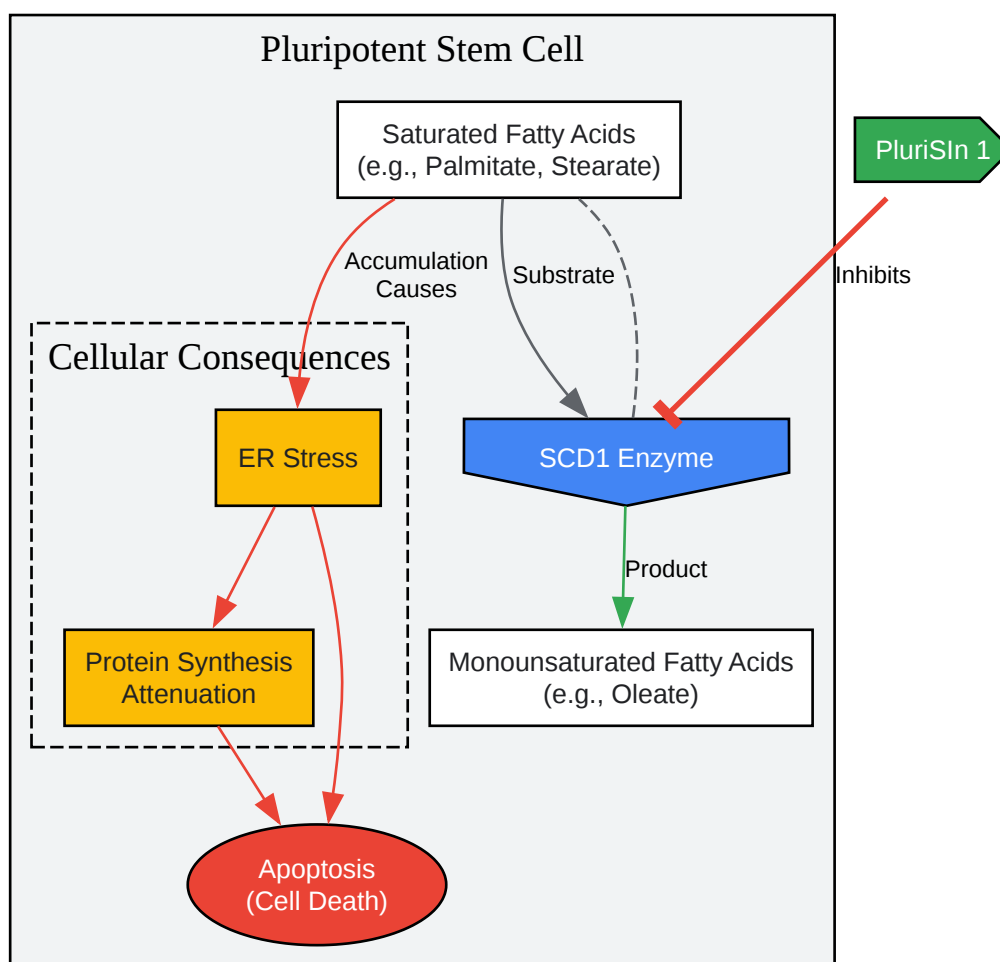 Pluripotent Stem Cell
Saturated Fatty Acids
(e.g., Palmitate, Stearate)
PluriSIn 1
Accumulation
Causes
Substrate
Inhibits
Cellular Consequences
ER Stress
SCD1 Enzyme
Product
Protein Synthesis
Attenuation
Monounsaturated Fatty Acids
(e.g., Oleate)
Apoptosis
(Cell Death)